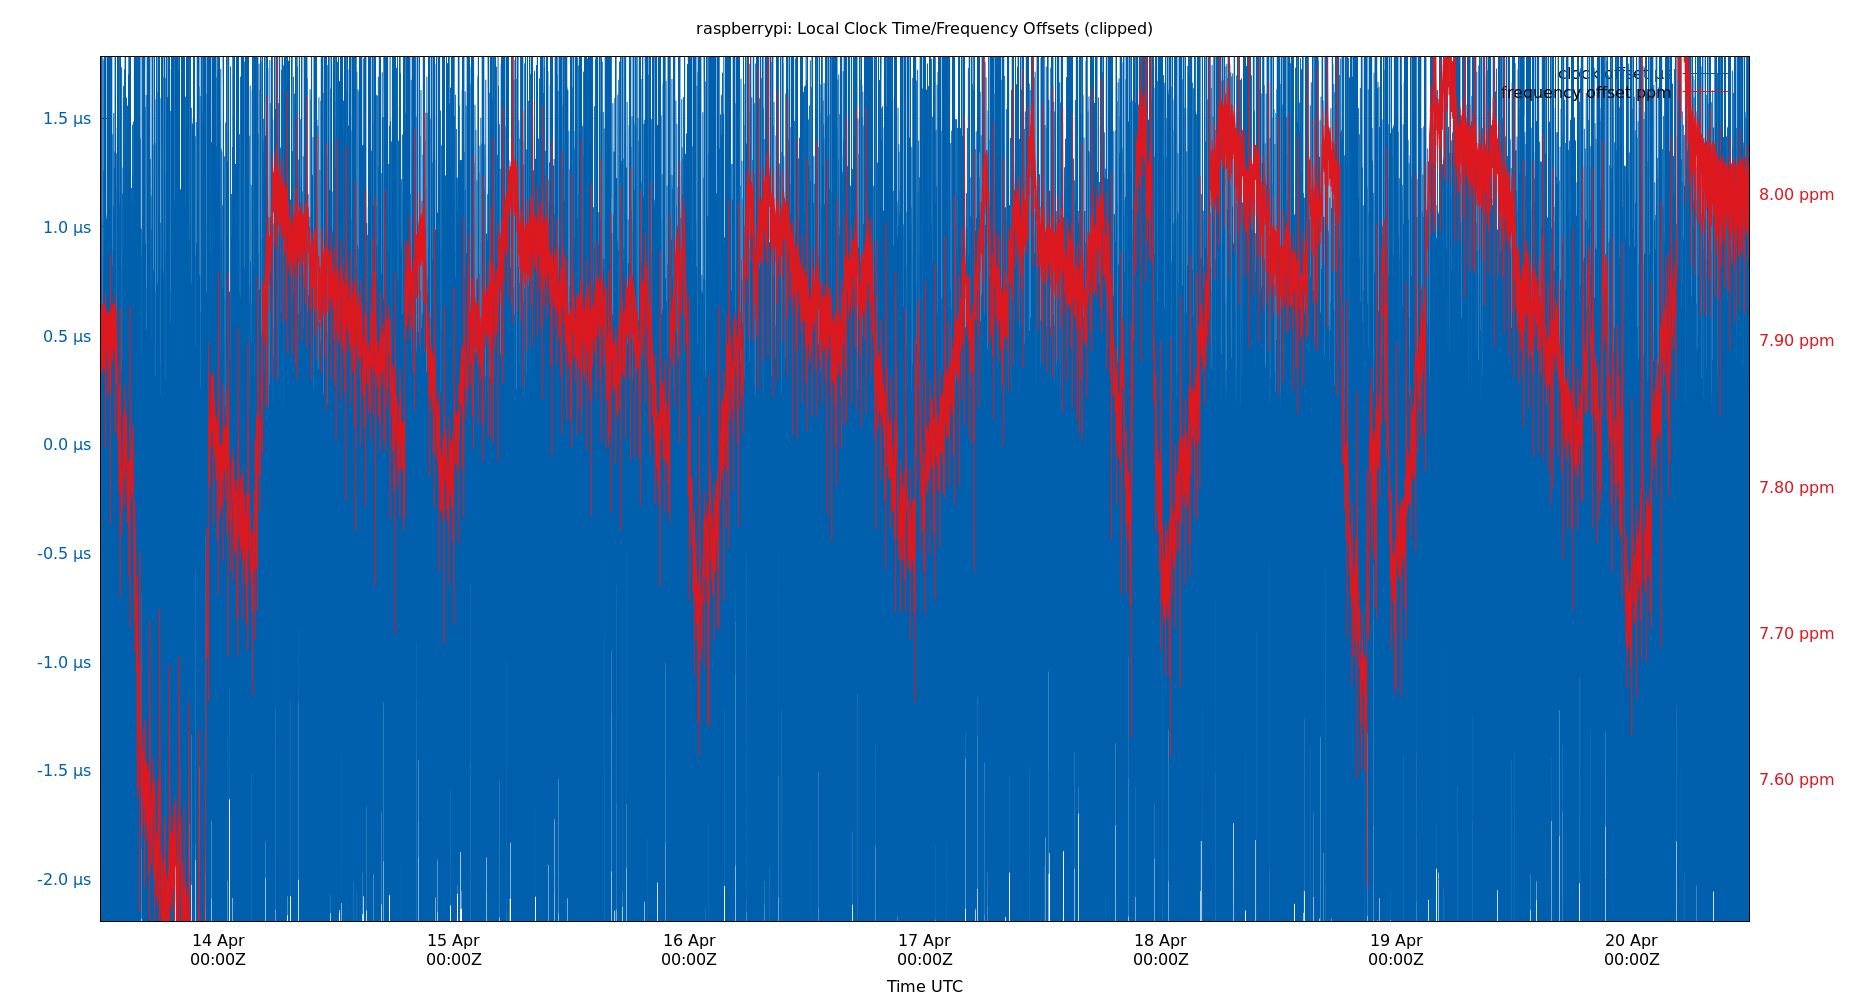 raspberrypi: Local Clock Time/Frequency Offsets (clipped)
clock offset µs
frequency offset ppm
1.5 µs
1.0 µs
0.5 µs
0.0 µs
-0.5 µs
-1.0 µs
-1.5 µs
-2.0 µs
8.00 ppm
7.90 ppm
7.80 ppm
7.70 ppm
7.60 ppm
14 Apr
00:00Z
15 Apr
00:00Z
16 Apr
00:00Z
17 Apr
00:00Z
18 Apr
00:00Z
19 Apr
00:00Z
20 Apr
00:00Z
Time UTC